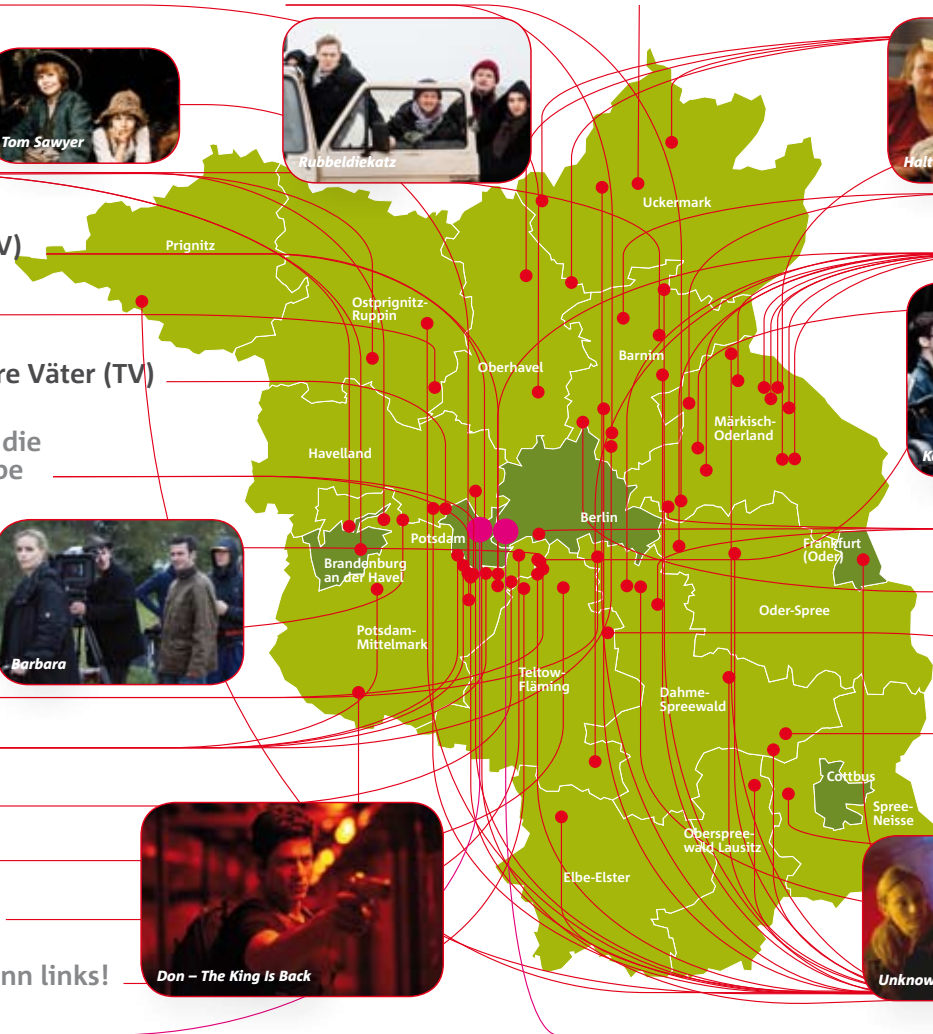 Tom Sawyer
Rubbeldiekatz
Halt
V)
re Väter (TV)
die
be
Barbara
nn links!
Don – The King Is Back
Unknow
K
Prignitz
Uckermark
Ostprignitz-
Ruppin
Oberhavel
Barnim
Märkisch-
Oderland
Havelland
Berlin
Potsdam
Frankfurt
(Oder)
Brandenburg
an der Havel
Oder-Spree
Potsdam-
Mittelmark
Teltow-
Fläming
Dahme-
Spreewald
Cottbus
Spree-
Neisse
Oberspree-
wald Lausitz
Elbe-Elster